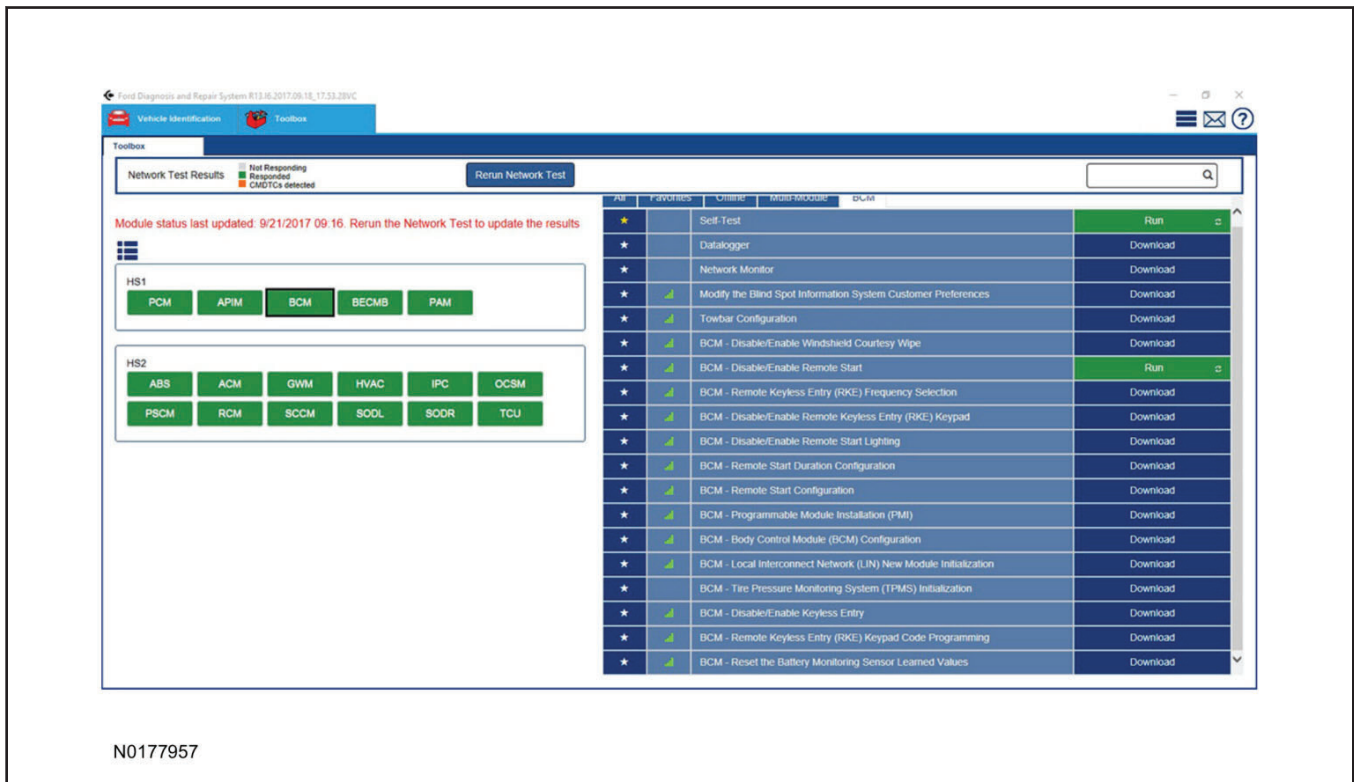 Ford Diagnosis and Repair System R13.I6.2017.09.18_17.53.28VC
Vehicle Identification Toolbox
Toolbox
Network Test Results
Not Responding
Responded
CMDTCs detected
Rerun Network Test
All Favorites Offline Multi-Module BCM
Module status last updated: 9/21/2017 09:16. Rerun the Network Test to update the results
HS1
PCM APIM BCM BECMB PAM
HS2
ABS ACM GWM HVAC IPC OCSM
PSCM RCM SCCM SODL SODR TCU
Self-Test Run
Datalogger Download
Network Monitor Download
Modify the Blind Spot Information System Customer Preferences Download
Towbar Configuration Download
BCM - Disable/Enable Windshield Courtesy Wipe Download
BCM - Disable/Enable Remote Start Run
BCM - Remote Keyless Entry (RKE) Frequency Selection Download
BCM - Disable/Enable Remote Keyless Entry (RKE) Keypad Download
BCM - Disable/Enable Remote Start Lighting Download
BCM - Remote Start Duration Configuration Download
BCM - Remote Start Configuration Download
BCM - Programmable Module Installation (PMI) Download
BCM - Body Control Module (BCM) Configuration Download
BCM - Local Interconnect Network (LIN) New Module Initialization Download
BCM - Tire Pressure Monitoring System (TPMS) Initialization Download
BCM - Disable/Enable Keyless Entry Download
BCM - Remote Keyless Entry (RKE) Keypad Code Programming Download
BCM - Reset the Battery Monitoring Sensor Learned Values Download
N0177957